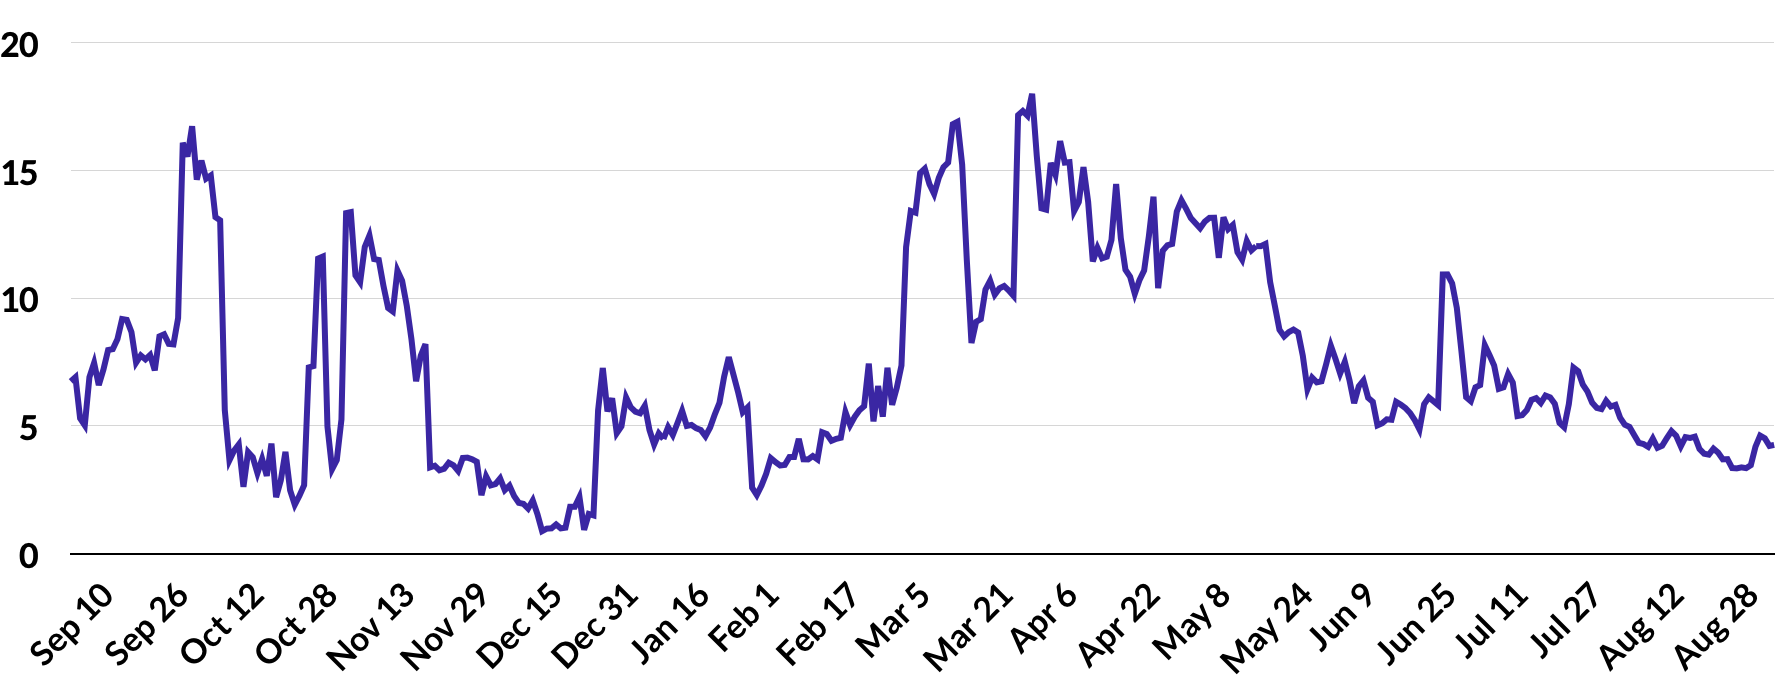 20
15
10
5
0
Sep 10
Sep 26
Oct 12
Oct 28
Nov 13
Nov 29
Dec 15
Dec 31
Jan 16
Feb 1
Feb 17
Mar 5
Mar 21
Apr 6
Apr 22
May 8
May 24
Jun 9
Jun 25
Jul 11
Jul 27
Aug 12
Aug 28